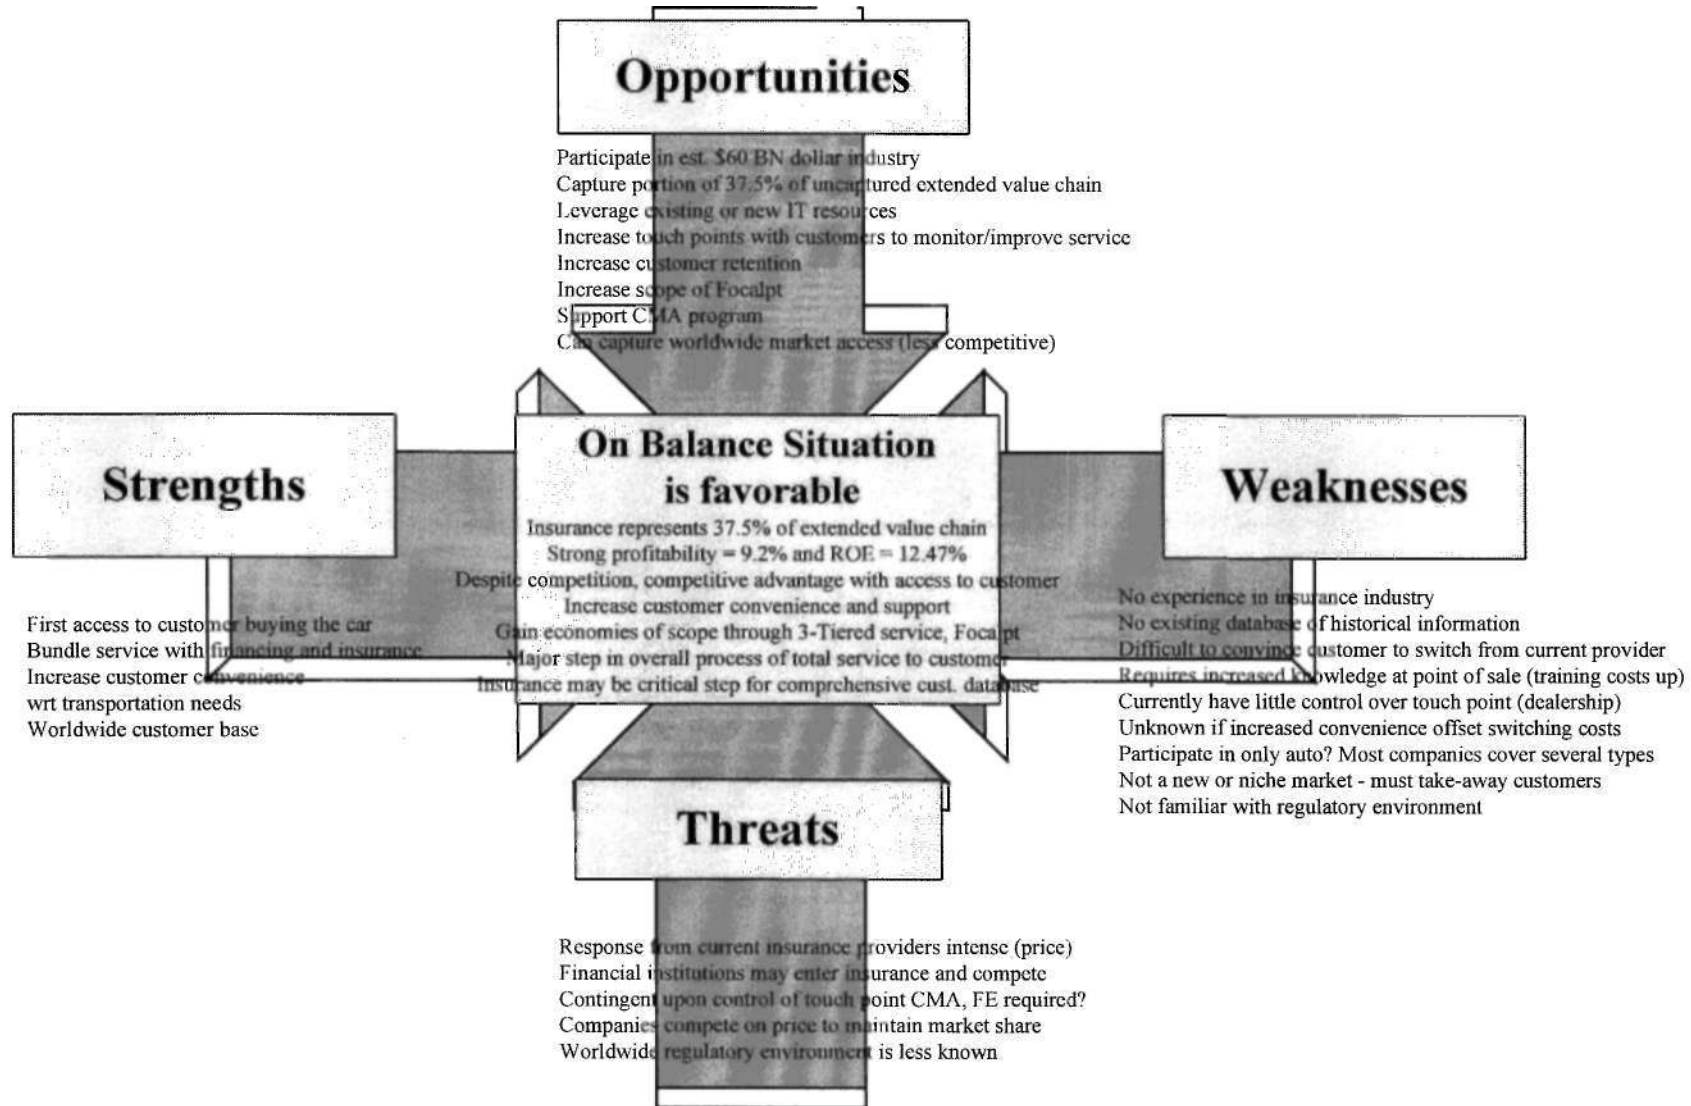 Opportunities
Participate in est. $60 BN dollar industry
Capture portion of 37.5% of uncaptured extended value chain
Leverage existing or new IT resources
Increase touch points with customers to monitor/improve service
Increase customer retention
Increase scope of Focalpt
Support CMA program
Can capture worldwide market access (less competitive)
Strengths
First access to customer buying the car
Bundle service with financing and insurance
Increase customer convenience
wrt transportation needs
Worldwide customer base
On Balance Situation
is favorable
Insurance represents 37.5% of extended value chain
Strong profitability = 9.2% and ROE = 12.47%
Despite competition, competitive advantage with access to customer
Increase customer convenience and support
Gain economies of scope through 3-Tiered service, Focalpt
Major step in overall process of total service to customer
Insurance may be critical step for comprehensive cust. database
Weaknesses
No experience in insurance industry
No existing database of historical information
Difficult to convince customer to switch from current provider
Requires increased knowledge at point of sale (training costs up)
Currently have little control over touch point (dealership)
Unknown if increased convenience offset switching costs
Participate in only auto? Most companies cover several types
Not a new or niche market - must take-away customers
Not familiar with regulatory environment
Threats
Response from current insurance providers intense (price)
Financial institutions may enter insurance and compete
Contingent upon control of touch point CMA, FE required?
Companies compete on price to maintain market share
Worldwide regulatory environment is less known